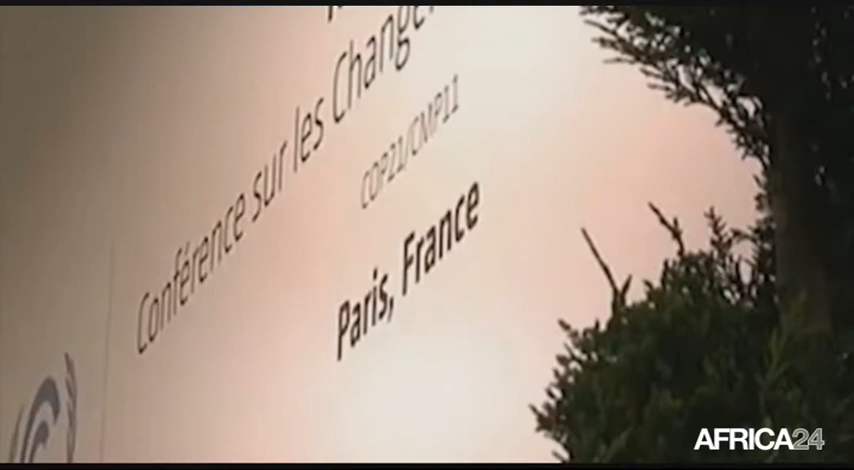 Conférence sur les Change
COP21/CMP11
Paris, France
AFRICA24